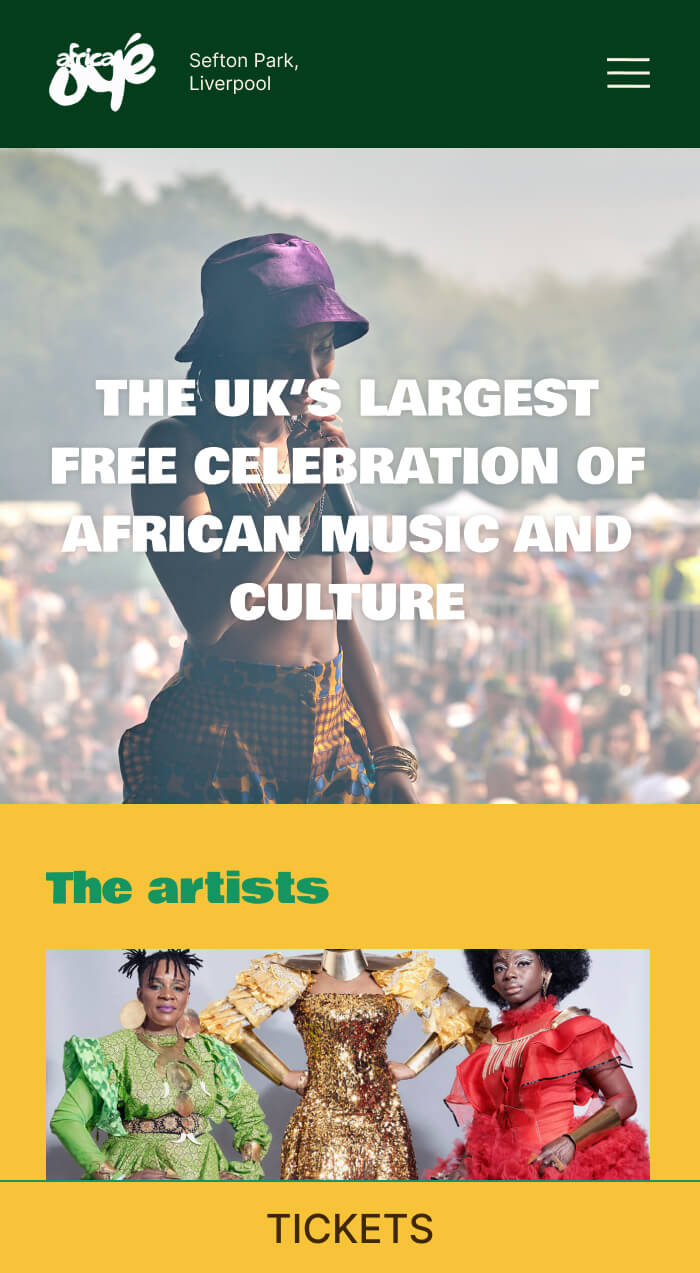 africa
oyé
Sefton Park,
Liverpool
THE UK’S LARGEST
FREE CELEBRATION OF
AFRICAN MUSIC AND
CULTURE
The artists
TICKETS